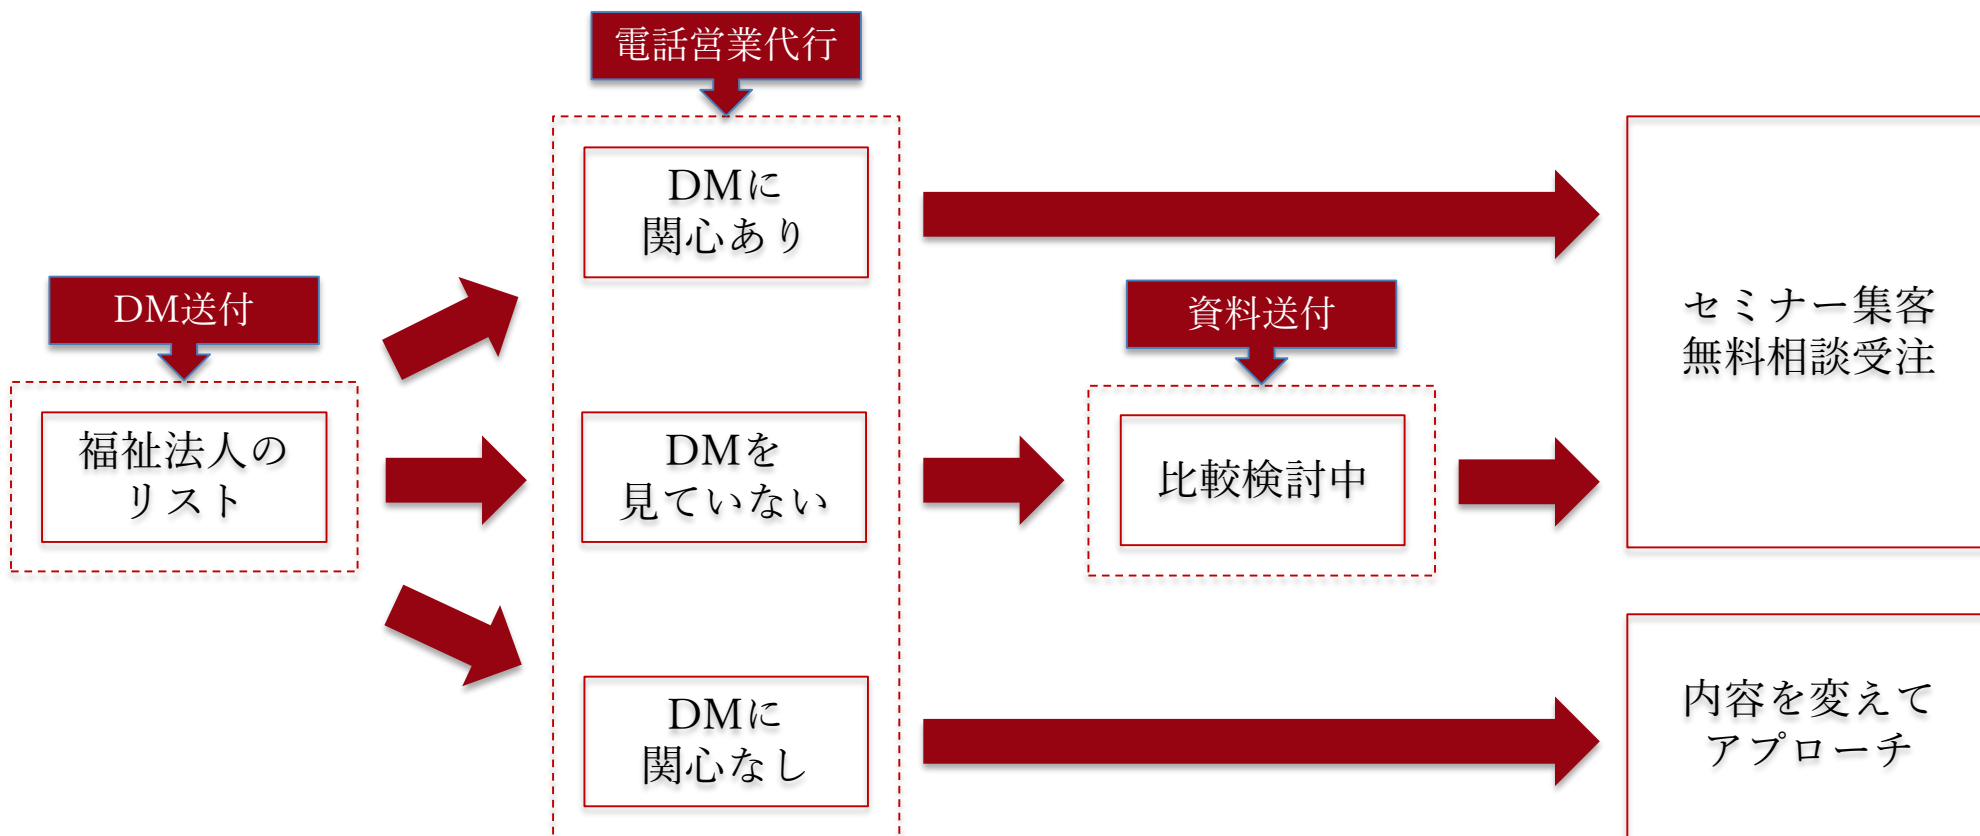 電話営業代行
DMに
関心あり
DM送付
資料送付
セミナー集客
無料相談受注
福祉法人の
リスト
DMを
見ていない
比較検討中
DMに
関心なし
内容を変えて
アプローチ